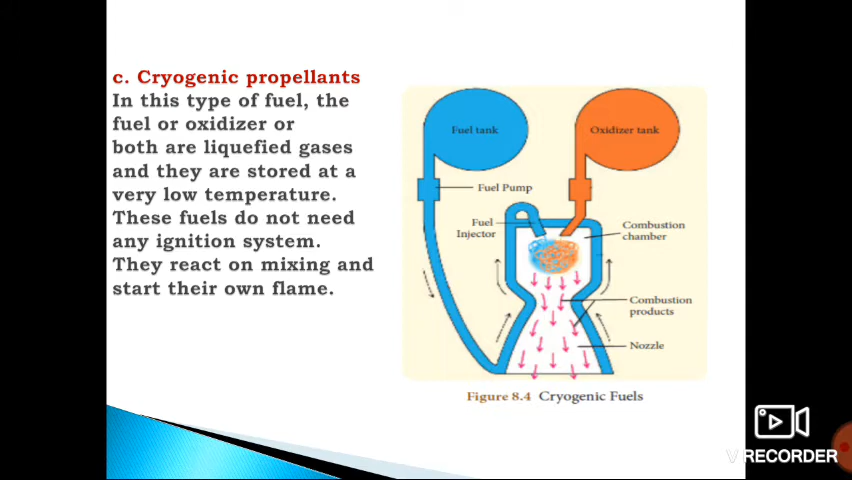 c. Cryogenic propellants
In this type of fuel, the
fuel or oxidizer or
both are liquefied gases
and they are stored at a
very low temperature.
These fuels do not need
any ignition system.
They react on mixing and
start their own flame.
Fuel tank
Oxidizer tank
Fuel Pump
Fuel
Injector
Combustion
chamber
Combustion
products
Nozzle
Figure 8.4 Cryogenic Fuels
V RECORDER